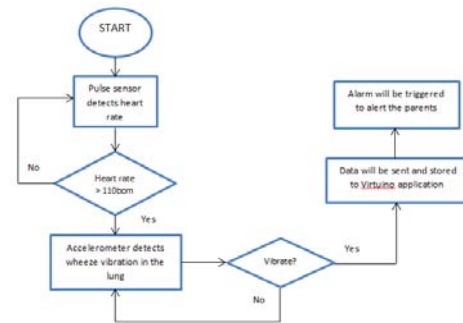 START
Pulse sensor
detects heart
rate
No
Heart rate
> 110bpm
Yes
Accelerometer detects
wheeze vibration in the
lung
Vibrate?
No
Yes
Data will be sent and stored
to Virtuino application
Alarm will be triggered
to alert the parents